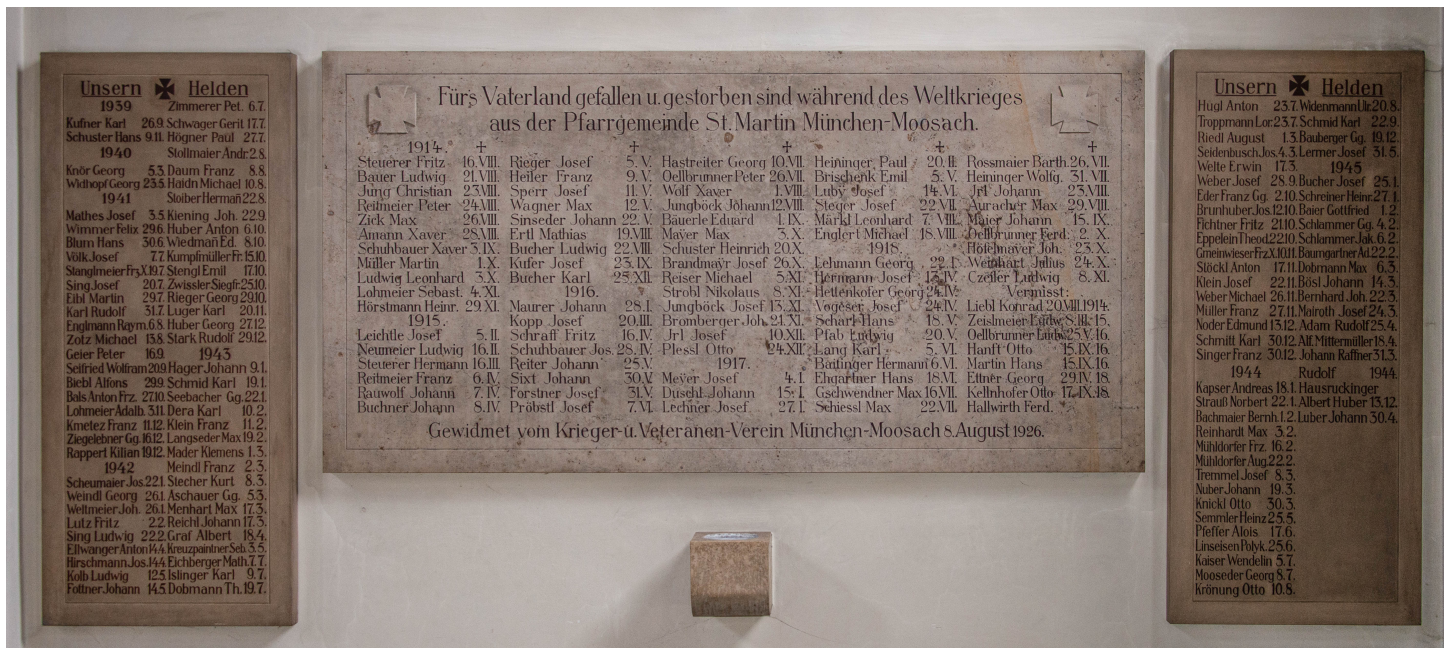 Unsern Helden
1939
Kufner Karl 26.9.
Schuster Hans 9.11.
1940
Knör Georg 5.3.
Widhopf Georg 23.5.
1941
Mathes Josef 3.5.
Wimmer Felix 29.6.
Blum Hans 30.6.
Völk Josef 7.7.
Stanglmeier Frz.X. 19.7.
Sing Josef 20.7.
Eibl Martin 29.7.
Karl Rudolf 31.7.
Englmann Raym. 6.8.
Zotz Michael 13.8.
Geier Peter 16.9.
Seifried Wolfram 20.9.
Biebl Alfons 29.9.
Bals Anton Frz. 27.10.
Lohmeier Adalb. 3.11.
Kmetez Franz 11.12.
Ziegelebner Gg. 16.12.
Rappert Kilian 19.12.
1942
Scheumaier Jos. 22.1.
Weindl Georg 26.1.
Weltmeier Joh. 26.1.
Lutz Fritz 2.2.
Sing Ludwig 22.2.
Ellwanger Anton 14.4.
Hirschmann Jos. 14.4.
Kolb Ludwig 12.5.
Fottner Johann 14.5.
Zimmerer Pet. 6.7.
Schwager Gerit 17.7.
Högner Paul 27.7.
Stollmaier Andr. 2.8.
Daum Franz 8.8.
Haidn Michael 10.8.
Stoiber Hermañ 22.8.
Kiening Joh. 22.9.
Huber Anton 6.10.
Wiedman Ed. 8.10.
Kumpfmüller Fr. 15.10.
Stengl Emil 17.10.
Zwissler Siegfr. 25.10.
Rieger Georg 29.10.
Luger Karl 20.11.
Huber Georg 27.12.
Stark Rudolf 29.12.
1943
Hager Johann 9.1.
Schmid Karl 19.1.
Seebacher Gg. 22.1.
Dera Karl 10.2.
Klein Franz 11.2.
Langseder Max 19.2.
Mader Klemens 1.3.
Meindl Franz 2.3.
Stecher Kurt 8.3.
Aschauer Gg. 5.3.
Menhart Max 17.3.
Reichl Johann 17.3.
Graf Albert 18.4.
Kreuzpaintner Seb. 3.5.
Eichberger Math. 7.7.
Islinger Karl 9.7.
Dobmann Th. 19.7.
Fürs Vaterland gefallen u. gestorben sind während des Weltkrieges
aus der Pfarrgemeinde St. Martin München-Moosach.
1914. †
Steuerer Fritz 16.VIII.
Bauer Ludwig 21.VIII.
Jung Christian 23.VIII.
Reitmeier Peter 24.VIII.
Zick Max 26.VIII.
Amann Xaver 28.VIII.
Schuhbauer Xaver 3.IX.
Müller Martin 1.X.
Ludwig Leonhard 3.X.
Lohmeier Sebast. 4.XI.
Hörstmann Heinr. 29.XI.
1915.
Leichtle Josef 5.II.
Neumeier Ludwig 16.II.
Steuerer Hermann 16.III.
Reitmeier Franz 6.IV.
Rauwolf Johann 7.IV.
Buchner Johann 8.IV.
†
Rieger Josef 5.V.
Heiler Franz 9.V.
Sperr Josef 11.V.
Wagner Max 12.V.
Sinseder Johann 22.V.
Ertl Mathias 19.VIII.
Bucher Ludwig 22.VIII.
Kufer Josef 23.IX.
Bucher Karl 25.XII.
1916.
Maurer Johann 28.I.
Kopp Josef 20.III.
Schraff Fritz 16.IV.
Schuhbauer Jos. 28.IV.
Reiter Johann 25.V.
Sixt Johann 30.V.
Forstner Josef 31.V.
Pröbstl Josef 7.VI.
†
Hastreiter Georg 10.VII.
Oellbrunner Peter 26.VII.
Wolf Xaver 1.VIII.
Jungböck Johann 12.VIII.
Bäuerle Eduard 1.IX.
Mayer Max 3.X.
Schuster Heinrich 20.X.
Brandmayr Josef 26.X.
Reiser Michael 5.XI.
Strobl Nikolaus 8.XI.
Jungböck Josef 13.XI.
Bromberger Joh. 21.XI.
Jrl Josef 10.XII.
Plessl Otto 24.XII.
1917.
Meyer Josef 4.I.
Duschl Johann 15.I.
Lechner Josef 27.I.
†
Heininger Paul 20.II.
Brischenk Emil 5.V.
Luby Josef 14.VI.
Steger Josef 22.VII.
Märkl Leonhard 7.VIII.
Englert Michael 18.VIII.
1918.
Lehmann Georg 22.I.
Hermann Josef 13.IV.
Hettenkofer Georg 24.IV.
Vogeser Josef 24.IV.
Scharl Hans 18.V.
Pfab Ludwig 20.V.
Lang Karl 5.VI.
Baitinger Hermann 6.VI.
Ehgartner Hans 18.VI.
Gschwendner Max 16.VII.
Schiessl Max 22.VII.
†
Rossmaier Barth. 26.VII.
Heininger Wolfg. 31.VII.
Jrl Johann 23.VIII.
Auracher Max 29.VIII.
Maier Johann 15.IX.
Oellbrunner Ferd. 2.X.
Höschmayer Joh. 23.X.
Weinhart Julius 24.X.
Czeiler Ludwig 8.XI.
Vermisst:
Liebl Konrad 20.VIII.1914.
Zeislmeier Ludw. 8.III.15.
Oellbrunner Ludw. 25.V.16.
Hanft Otto 15.IX.16.
Martin Hans 15.IX.16.
Ettner Georg 29.IV.18.
Kellnhofer Otto 17.IX.18.
Hallwirth Ferd.
Gewidmet vom Krieger-u. Veteranen-Verein München-Moosach 8. August 1926.
Unsern Helden
Hügl Anton 23.7.
Troppmann Lor. 23.7.
Riedl August 1.3.
Seidenbusch Jos. 4.3.
Welte Erwin 17.3.
Weber Josef 28.9.
Eder Franz Gg. 2.10.
Brunhuber Jos. 12.10.
Fichtner Fritz 21.10.
Eppelein Theod. 22.10.
Gmeinwieser Frz.X. 10.11.
Stöckl Anton 17.11.
Klein Josef 22.11.
Weber Michael 26.11.
Müller Franz 27.11.
Noder Edmund 13.12.
Schmitt Karl 30.12.
Singer Franz 30.12.
1944
Kapser Andreas 18.1.
Strauß Norbert 22.1.
Bachmaier Bernh. 1.2.
Reinhardt Max 3.2.
Mühldorfer Frz. 16.2.
Mühldorfer Aug. 22.2.
Tremmel Josef 8.3.
Nuber Johann 19.3.
Knickl Otto 30.3.
Semmler Heinz 25.5.
Pfeffer Alois 17.6.
Linseisen Polyk. 25.6.
Kaiser Wendelin 5.7.
Mooseder Georg 8.7.
Krönung Otto 10.8.
Widenmann Ulr. 20.8.
Schmid Karl 22.9.
Bauberger Gg. 19.12.
Lermer Josef 31.5.
1945
Bucher Josef 25.1.
Schreiner Heinr. 27.1.
Baier Gottfried 1.2.
Schlammer Gg. 4.2.
Schlammer Jak. 6.2.
Baumgartner Ad. 22.2.
Dobmann Max 6.3.
Bösl Johann 14.3.
Bernhard Joh. 22.3.
Mairoth Josef 24.3.
Adam Rudolf 25.4.
Alf. Mittermüller 18.4.
Johann Raffner 31.3.
Rudolf 1944.
Hausruckinger
Albert Huber 13.12.
Luber Johann 30.4.